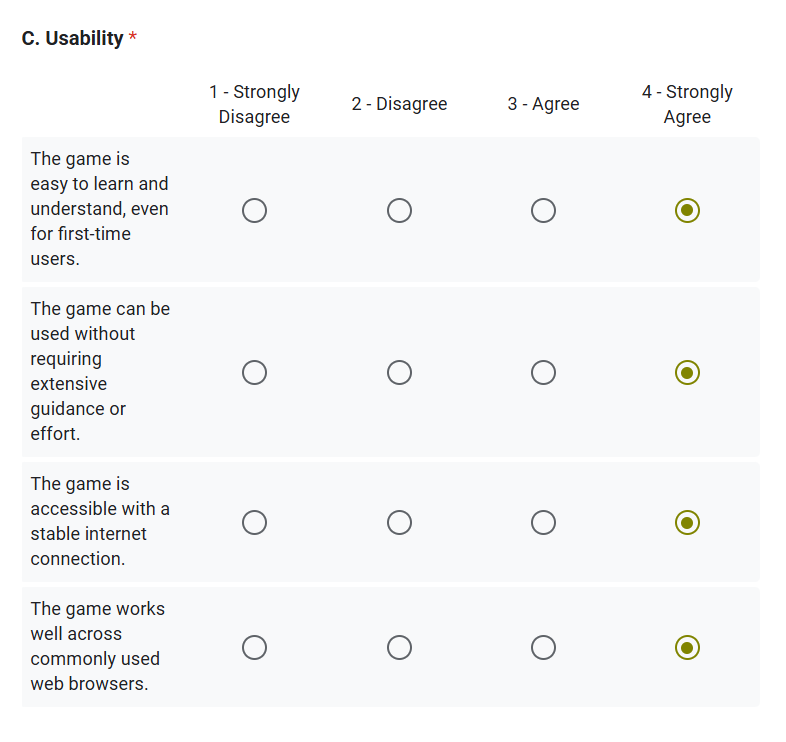 C. Usability *
1 - Strongly
Disagree
2 - Disagree
3 - Agree
4 - Strongly
Agree
The game is
easy to learn and
understand, even
for first-time
users.
The game can be
used without
requiring
extensive
guidance or
effort.
The game is
accessible with a
stable internet
connection.
The game works
well across
commonly used
web browsers.